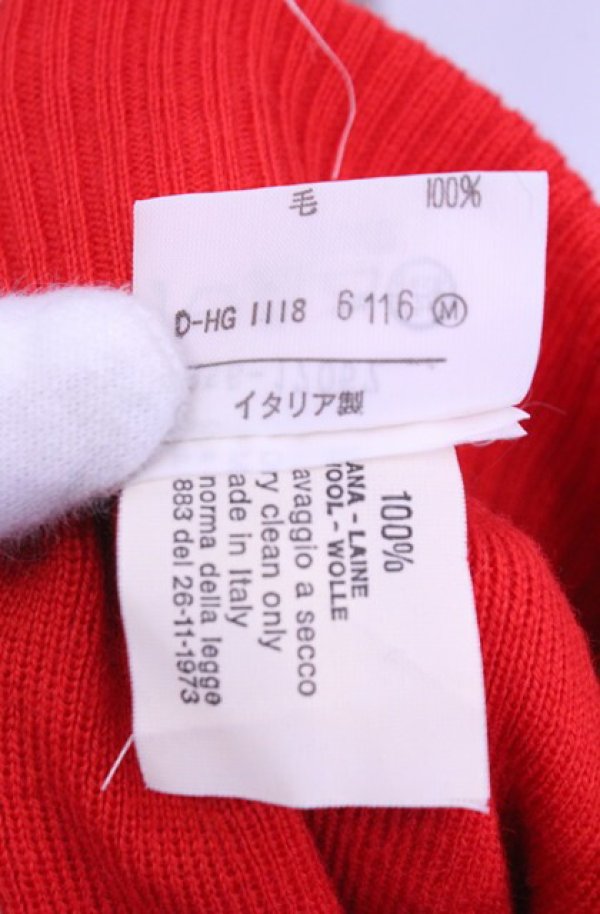 毛 100%
D-HG 1118 6116 M
イタリア製
100%
ANA - LAINE
OOL - WOLLE
avaggio a secco
ry clean only
ade in Italy
norma della legge
883 del 26-11-1973